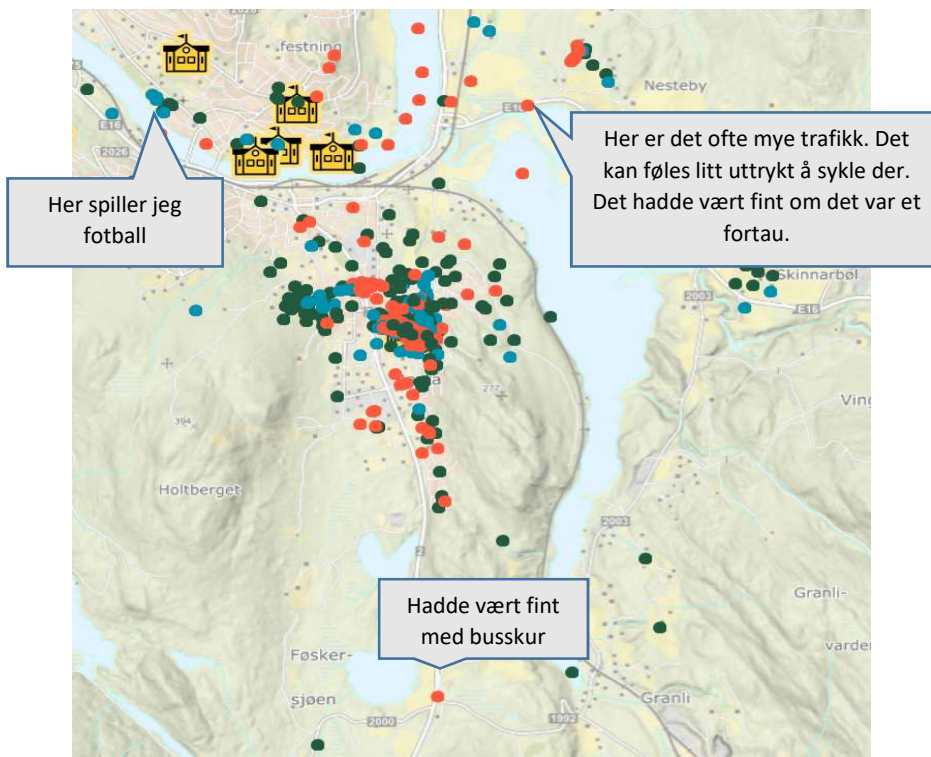 2028
festning
Nesteby
E16
2026
Her spiller jeg
fotball
Her er det ofte mye trafikk. Det
kan føles litt uttrykt å sykle der.
Det hadde vært fint om det var et
fortau.
Skinnarbøl
2003
E16
277
394
Holtberget
2003
2
Hadde vært fint
med busskur
Føsker-
sjøen
Granli-
varden
2000
1992
Granli